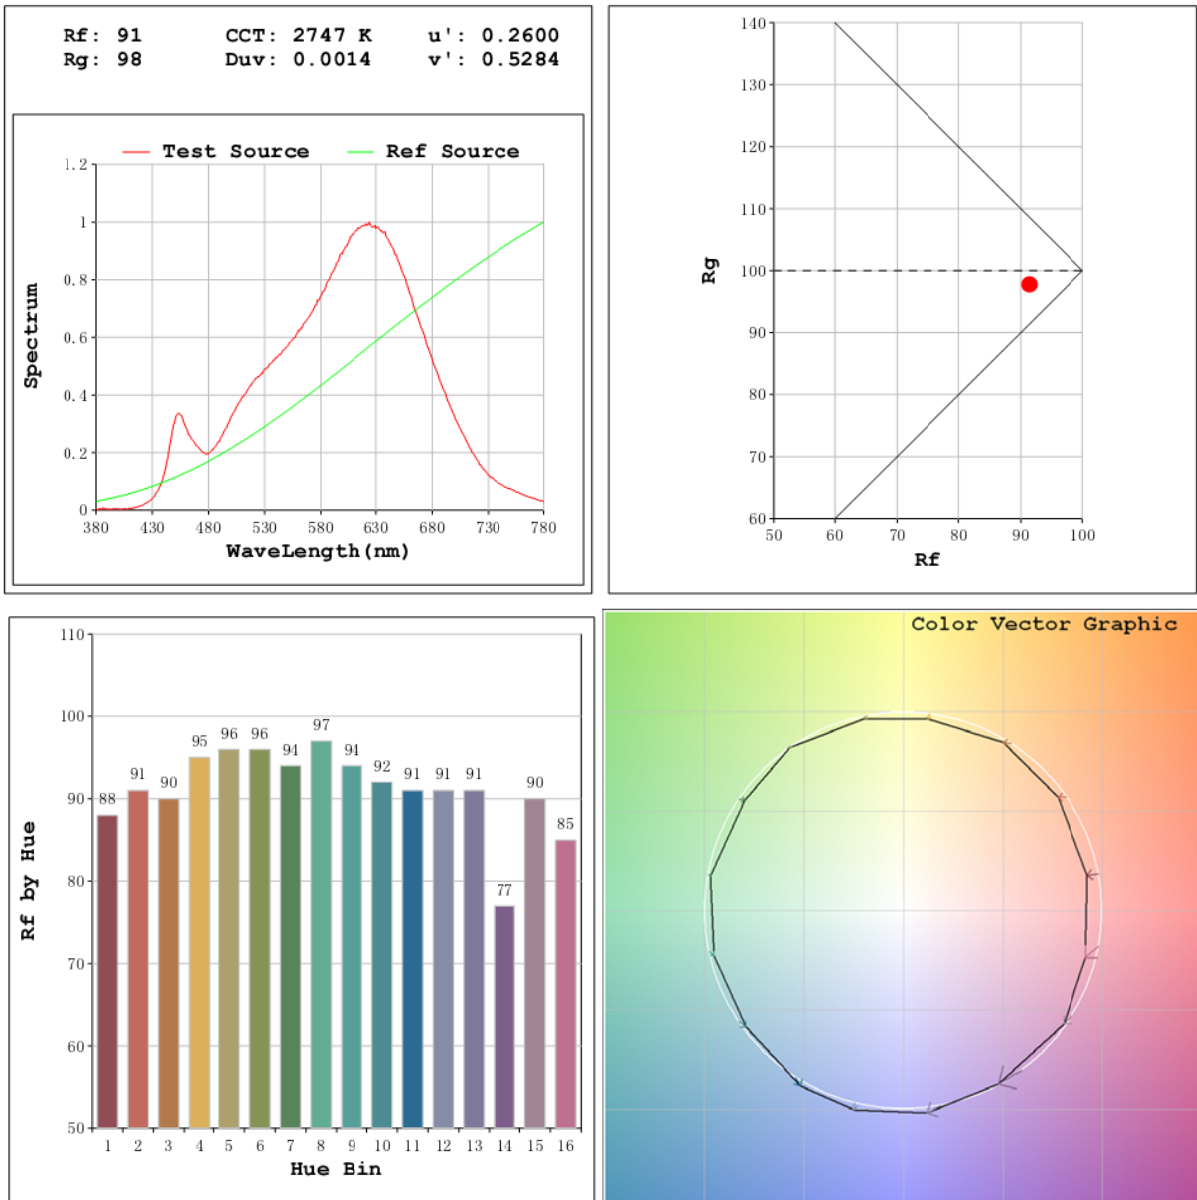 Rf: 91 CCT: 2747 K u': 0.2600
Rg: 98 Duv: 0.0014 v': 0.5284
Test Source Ref Source
1.2
1
0.8
0.6
0.4
0.2
0
Spectrum
380 430 480 530 580 630 680 730 780
WaveLength(nm)
140
130
120
110
100
90
80
70
60
Rg
50 60 70 80 90 100
Rf
110
100
90
80
70
60
50
Rf by Hue
88 91 90 95 96 96 94 97 94 92 91 91 91 77 90 85
1 2 3 4 5 6 7 8 9 10 11 12 13 14 15 16
Hue Bin
Color Vector Graphic